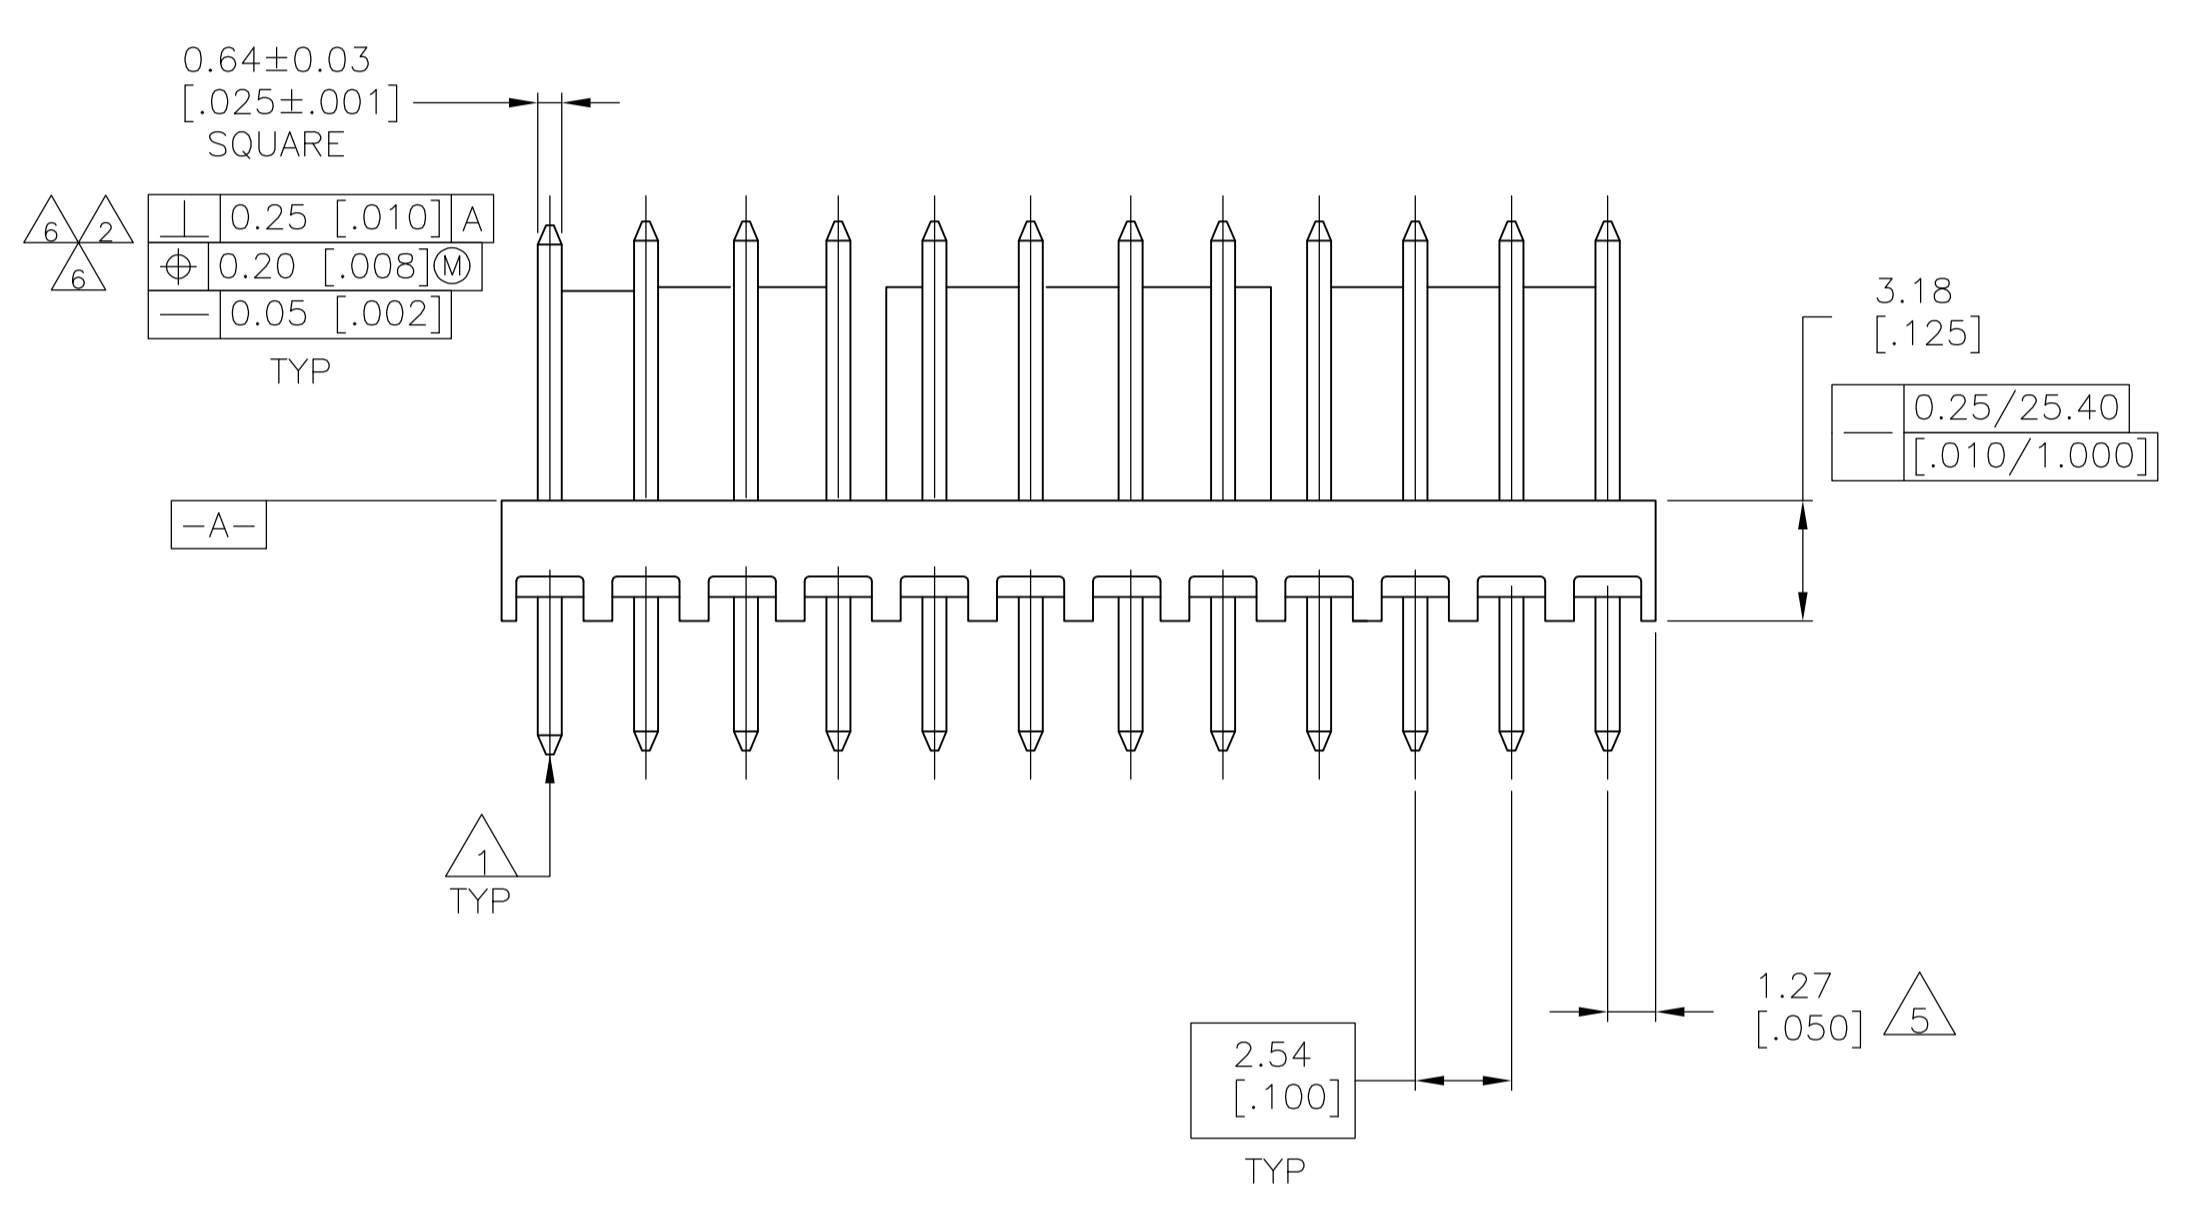 0.64±0.03
[.025±.001]
SQUARE
6 2 ⊥ 0.25 [.010] A
6 ⌖ 0.20 [.008] Ⓜ
— 0.05 [.002]
TYP
3.18
[.125]
— 0.25/25.40
[.010/1.000]
-A-
1
TYP
1.27
[.050] 5
2.54
[.100]
TYP